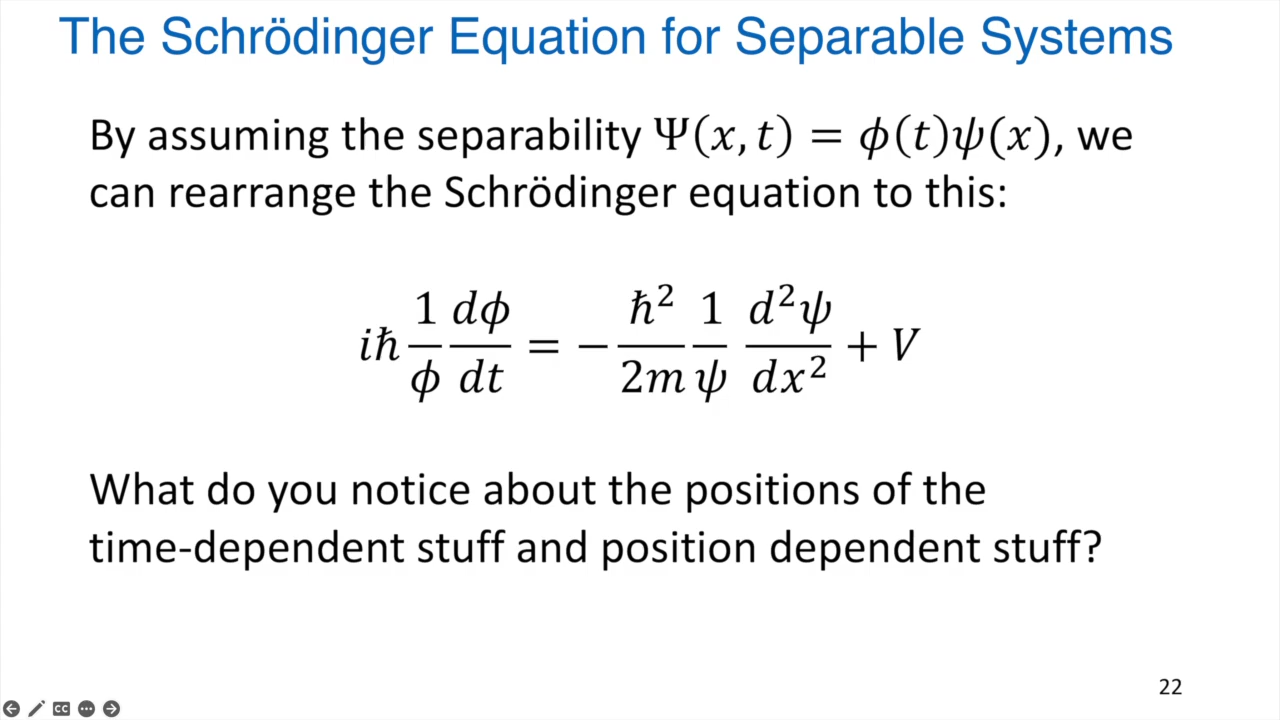 The Schrödinger Equation for Separable Systems
By assuming the separability Ψ(x, t) = ϕ(t)ψ(x), we
can rearrange the Schrödinger equation to this:
iℏ (1/ϕ) (dϕ/dt) = − (ℏ²/2m) (1/ψ) (d²ψ/dx²) + V
What do you notice about the positions of the
time-dependent stuff and position dependent stuff?
22
CC